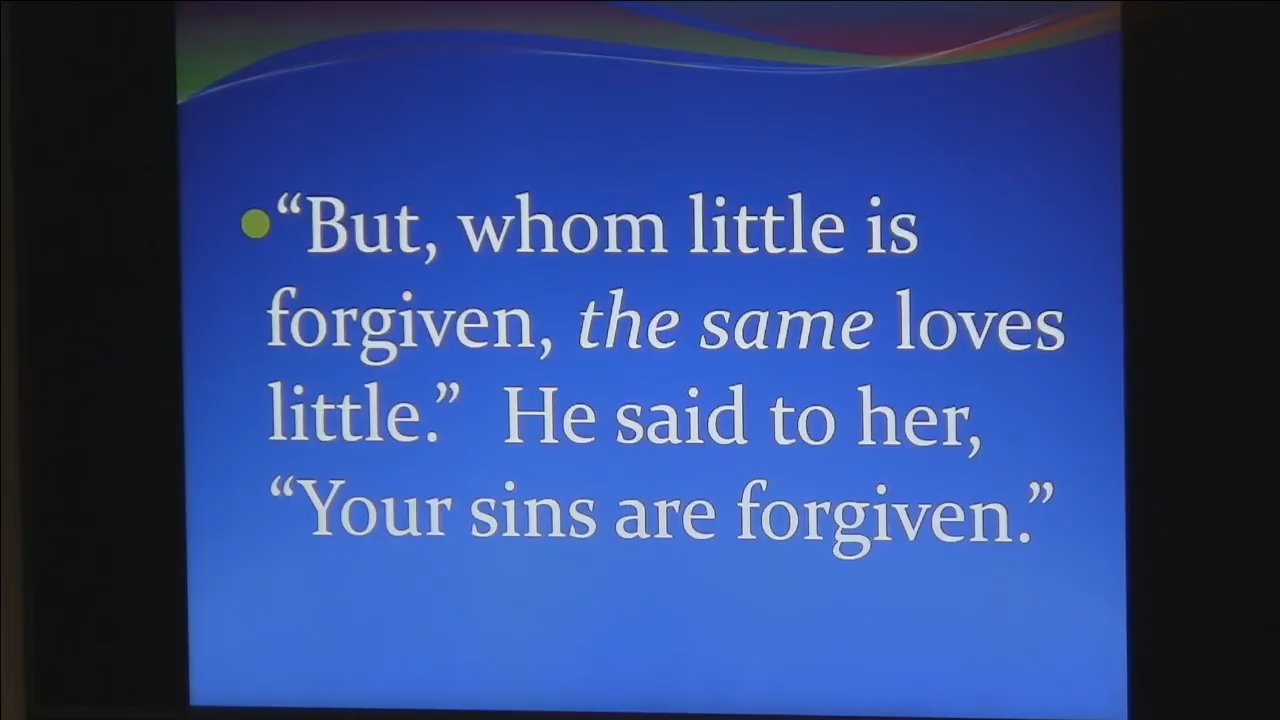 “But, whom little is
forgiven, the same loves
little.” He said to her,
“Your sins are forgiven.”